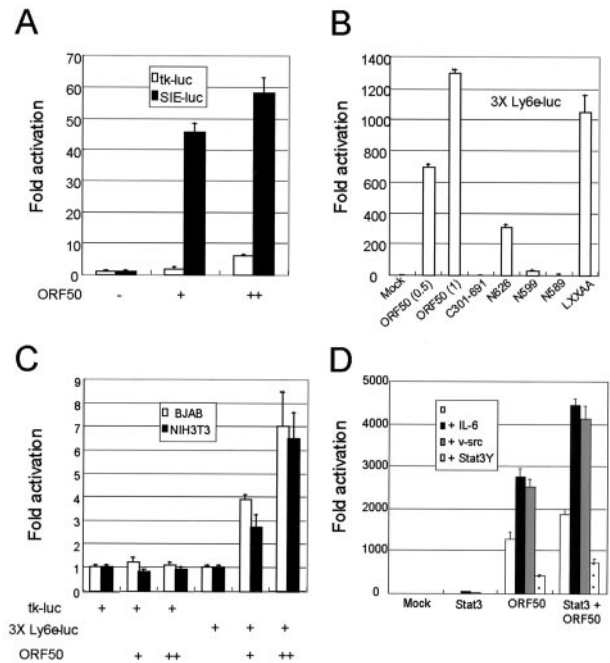 A
Fold activation
70
60
50
40
30
20
10
0
tk-luc
SIE-luc
ORF50 - + ++
B
Fold activation
1400
1200
1000
800
600
400
200
0
3X Ly6e-luc
Mock
ORF50 (0.5)
ORF50 (1)
C301-691
N626
N599
N589
LXXAA
C
Fold activation
9
8
7
6
5
4
3
2
1
0
BJAB
NIH3T3
tk-luc + + +
3X Ly6e-luc + + +
ORF50 + ++ + ++
D
Fold activation
5000
4000
3000
2000
1000
0
+ IL-6
+ v-src
+ Stat3Y
Mock Stat3 ORF50 Stat3 +
ORF50